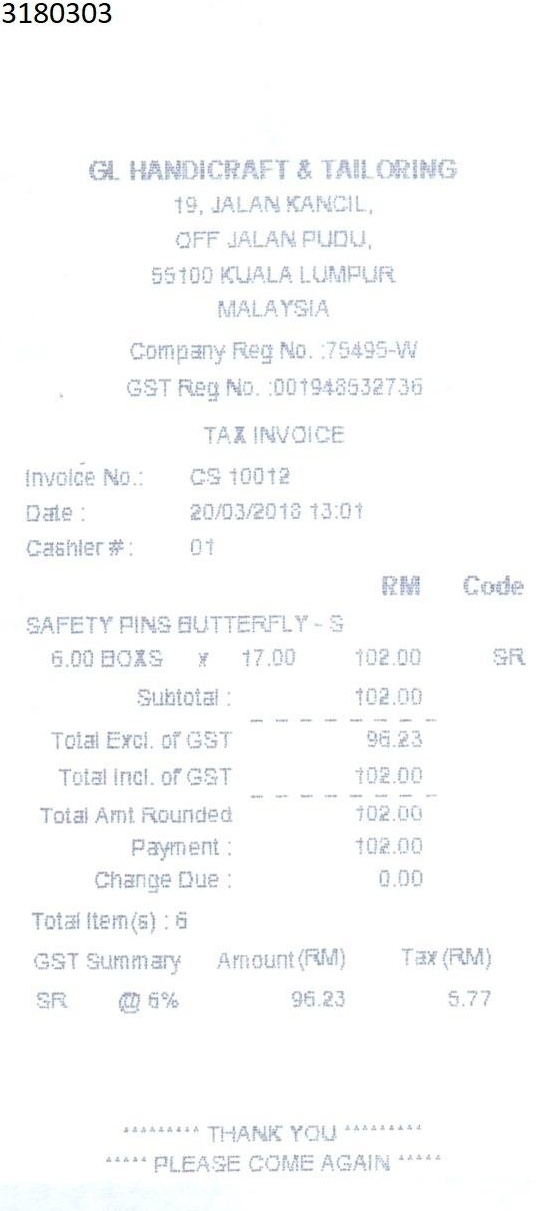 3180303
GL HANDICRAFT & TAILORING
19, JALAN KANCIL,
OFF JALAN PUDU,
55100 KUALA LUMPUR
MALAYSIA
Company Reg No. :75495-W
GST Reg No. :001948532736
TAX INVOICE
Invoice No.: CS 10012
Date : 20/03/2018 13:01
Cashier # : 01
RM Code
SAFETY PINS BUTTERFLY - S
6.00 BOXS x 17.00 102.00 SR
Subtotal : 102.00
Total Excl. of GST 96.23
Total Incl. of GST 102.00
Total Amt Rounded 102.00
Payment : 102.00
Change Due : 0.00
Total Item(s) : 6
GST Summary Amount (RM) Tax (RM)
SR @ 6% 96.23 5.77
^^^^^^^^^ THANK YOU ^^^^^^^^^
^^^^^ PLEASE COME AGAIN ^^^^^